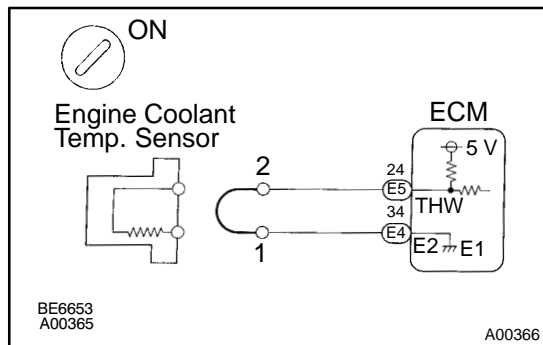 ON
Engine Coolant
Temp. Sensor
ECM
5 V
2
24
E5
THW
34
E4
1
E2
E1
BE6653
A00365
A00366